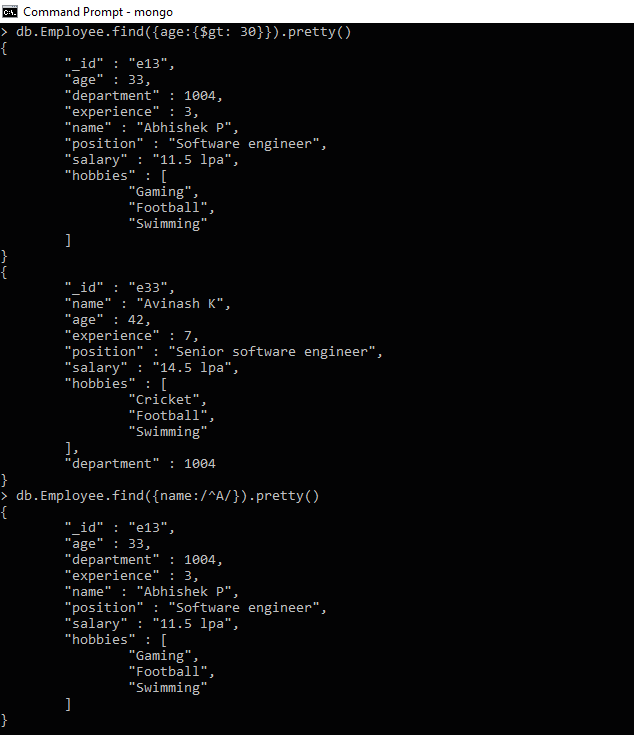 Command Prompt - mongo
> db.Employee.find({age:{$gt: 30}}).pretty()
{
        "_id" : "e13",
        "age" : 33,
        "department" : 1004,
        "experience" : 3,
        "name" : "Abhishek P",
        "position" : "Software engineer",
        "salary" : "11.5 lpa",
        "hobbies" : [
                "Gaming",
                "Football",
                "Swimming"
        ]
}
{
        "_id" : "e33",
        "name" : "Avinash K",
        "age" : 42,
        "experience" : 7,
        "position" : "Senior software engineer",
        "salary" : "14.5 lpa",
        "hobbies" : [
                "Cricket",
                "Football",
                "Swimming"
        ],
        "department" : 1004
}
> db.Employee.find({name:/^A/}).pretty()
{
        "_id" : "e13",
        "age" : 33,
        "department" : 1004,
        "experience" : 3,
        "name" : "Abhishek P",
        "position" : "Software engineer",
        "salary" : "11.5 lpa",
        "hobbies" : [
                "Gaming",
                "Football",
                "Swimming"
        ]
}